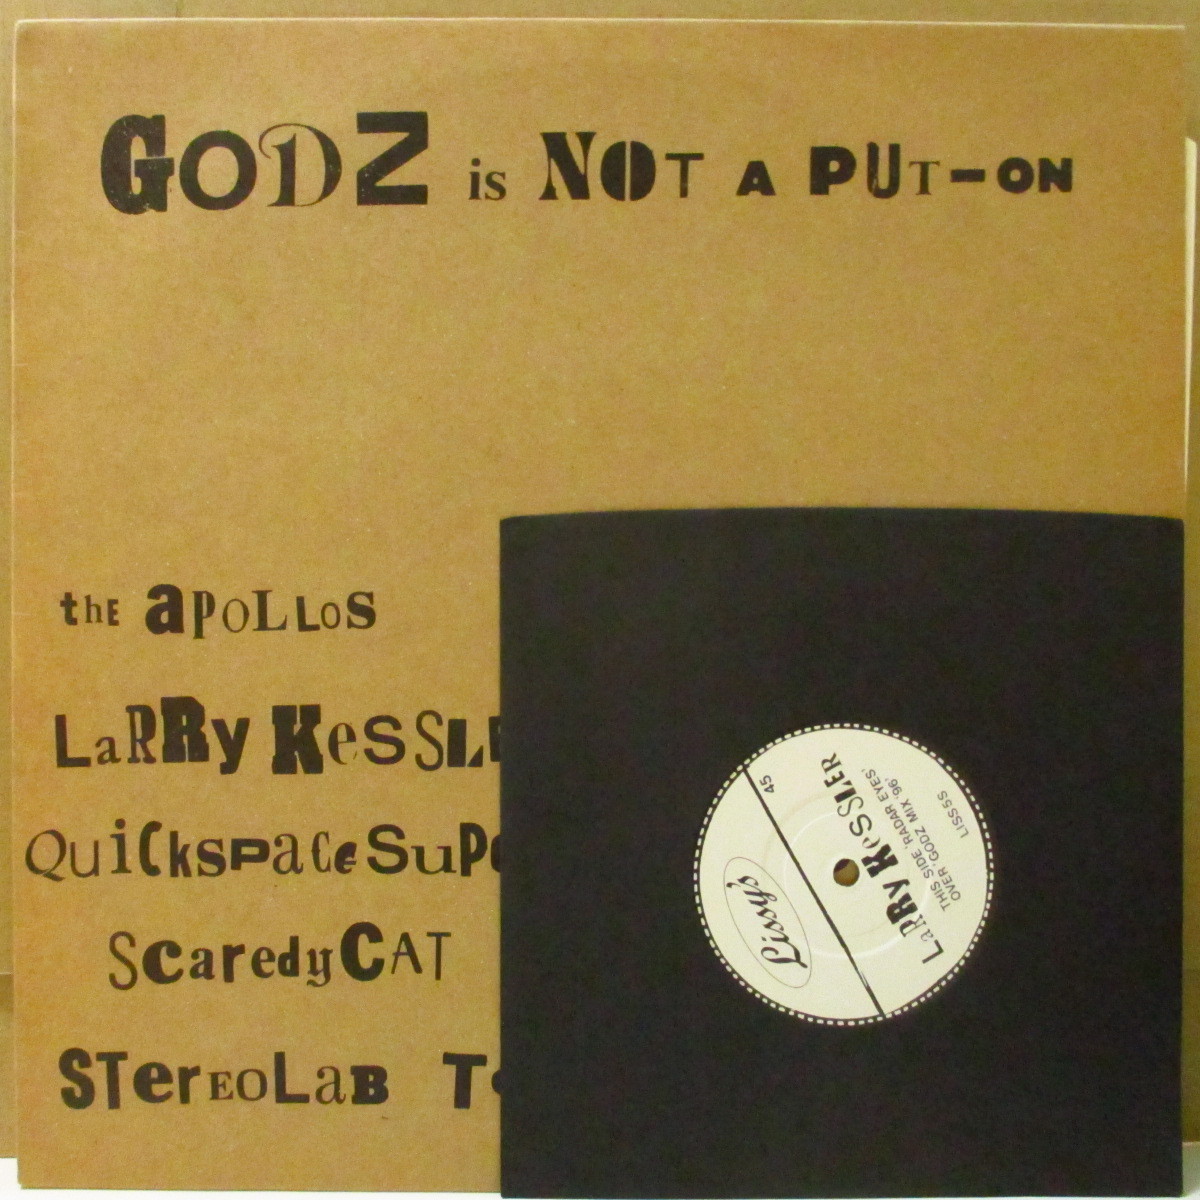 GODZ is NOT A PUT-ON
thE apoLLos
LaRRy KesSLE
QuickspaceSupe
ScaredyCAT
STerEOLaB T
Lissy's
45
LaRRy KesSLER
THIS SIDE 'RADAR EYES'
OVER 'GODZ MIX '96'
LISS5S